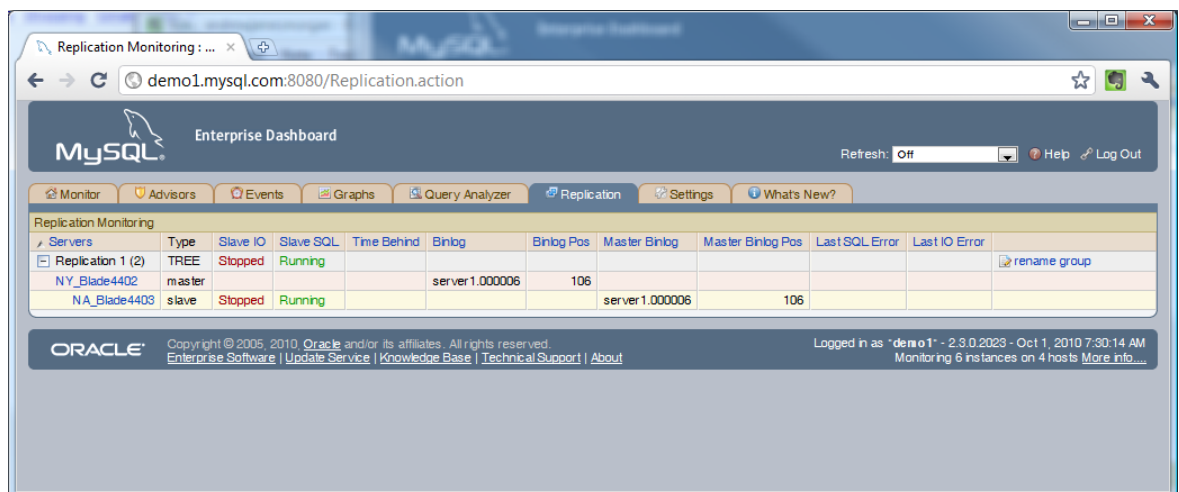 Replication Monitoring : ...
demo1.mysql.com:8080/Replication.action
MySQL
Enterprise Dashboard
Refresh: Off Help Log Out
Monitor Advisors Events Graphs Query Analyzer Replication Settings What's New?
Replication Monitoring
Servers Type Slave IO Slave SQL Time Behind Binlog Binlog Pos Master Binlog Master Binlog Pos Last SQL Error Last IO Error
Replication 1 (2) TREE Stopped Running rename group
NY_Blade4402 master server1.000006 106
NA_Blade4403 slave Stopped Running server1.000006 106
ORACLE
Copyright © 2005, 2010, Oracle and/or its affiliates. All rights reserved.
Enterprise Software | Update Service | Knowledge Base | Technical Support | About
Logged in as "demo1" - 2.3.0.2023 - Oct 1, 2010 7:30:14 AM
Monitoring 6 instances on 4 hosts More info....